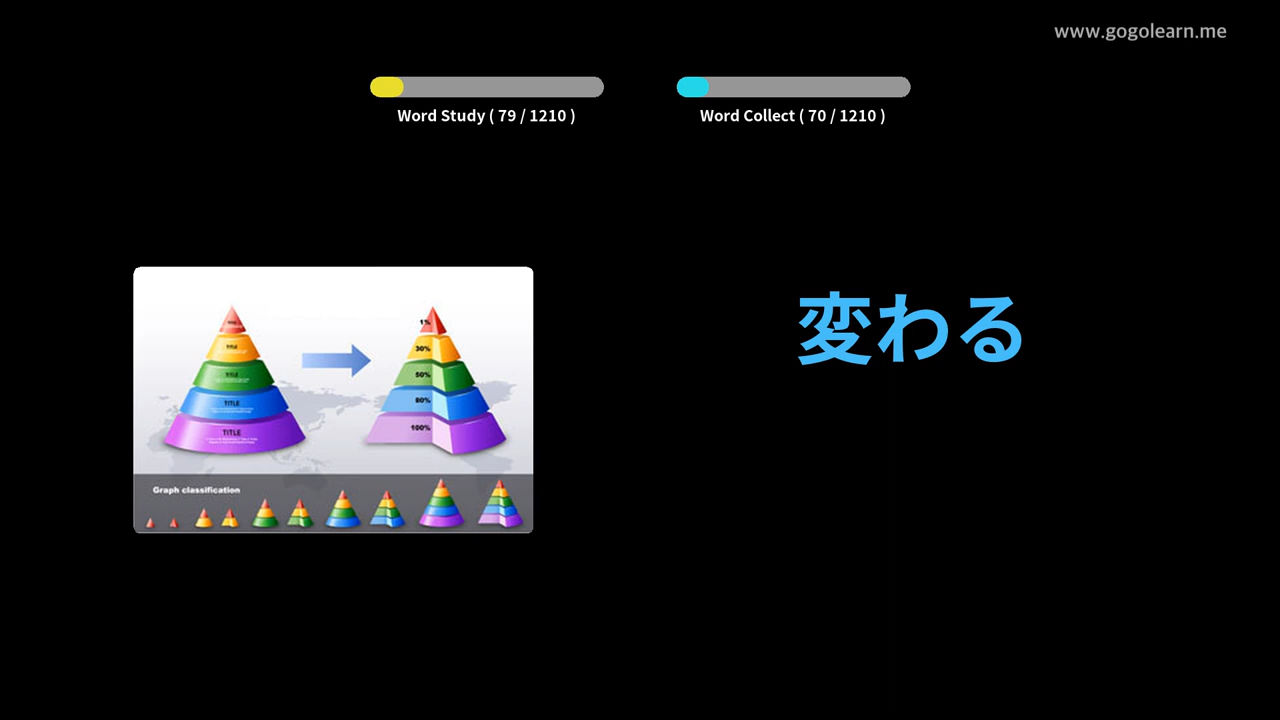 www.gogolearn.me
Word Study ( 79 / 1210 )
Word Collect ( 70 / 1210 )
変わる
TITLE
TITLE
TITLE
TITLE
TITLE
1%
30%
50%
80%
100%
Graph classification